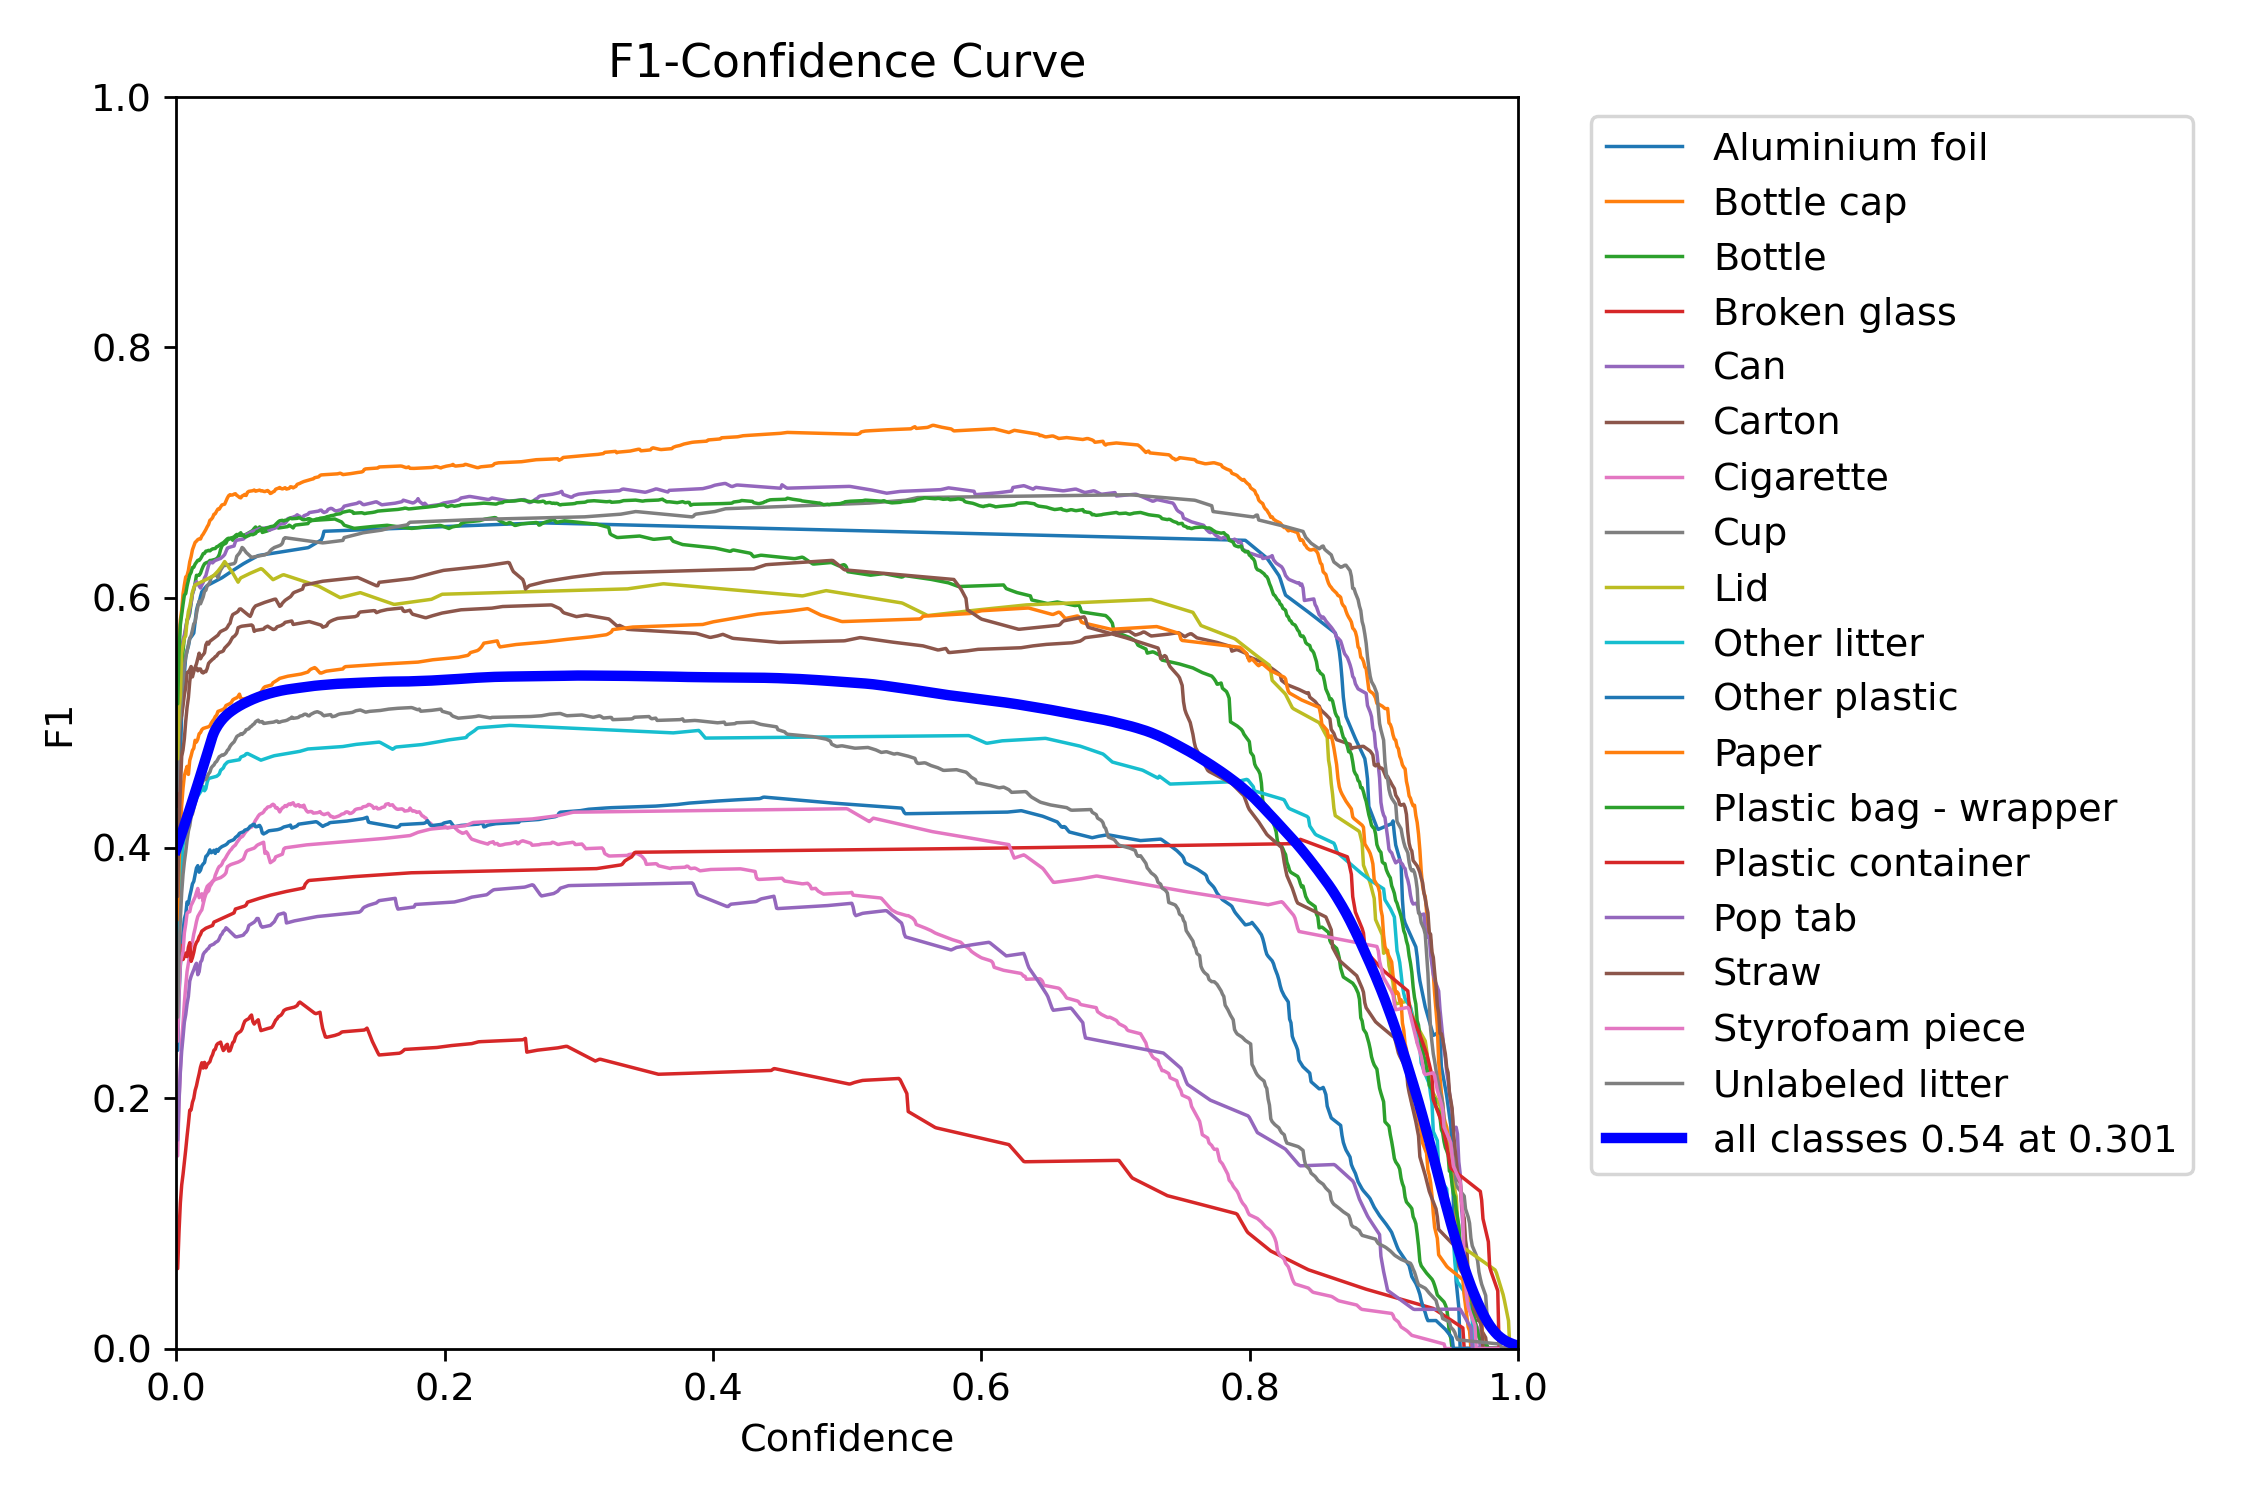 F1-Confidence Curve
1.0
0.8
0.6
0.4
0.2
0.0
F1
0.0 0.2 0.4 0.6 0.8 1.0
Confidence
Aluminium foil
Bottle cap
Bottle
Broken glass
Can
Carton
Cigarette
Cup
Lid
Other litter
Other plastic
Paper
Plastic bag - wrapper
Plastic container
Pop tab
Straw
Styrofoam piece
Unlabeled litter
all classes 0.54 at 0.301